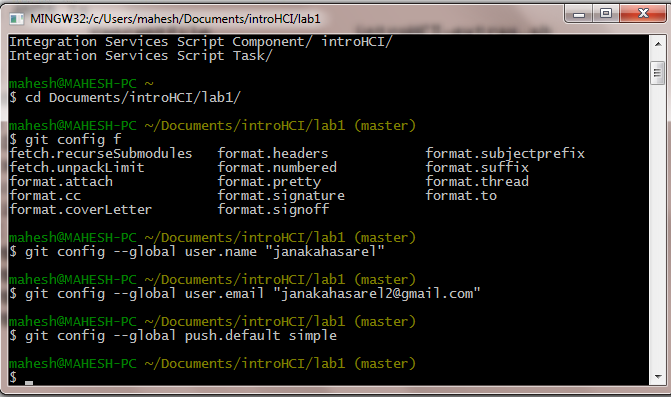 MINGW32:/c/Users/mahesh/Documents/introHCI/lab1
Integration Services Script Component/ introHCI/
Integration Services Script Task/
mahesh@MAHESH-PC ~
$ cd Documents/introHCI/lab1/
mahesh@MAHESH-PC ~/Documents/introHCI/lab1 (master)
$ git config f
fetch.recurseSubmodules format.headers format.subjectprefix
fetch.unpackLimit format.numbered format.suffix
format.attach format.pretty format.thread
format.cc format.signature format.to
format.coverLetter format.signoff
mahesh@MAHESH-PC ~/Documents/introHCI/lab1 (master)
$ git config --global user.name "janakahasarel"
mahesh@MAHESH-PC ~/Documents/introHCI/lab1 (master)
$ git config --global user.email "janakahasarel2@gmail.com"
mahesh@MAHESH-PC ~/Documents/introHCI/lab1 (master)
$ git config --global push.default simple
mahesh@MAHESH-PC ~/Documents/introHCI/lab1 (master)
$